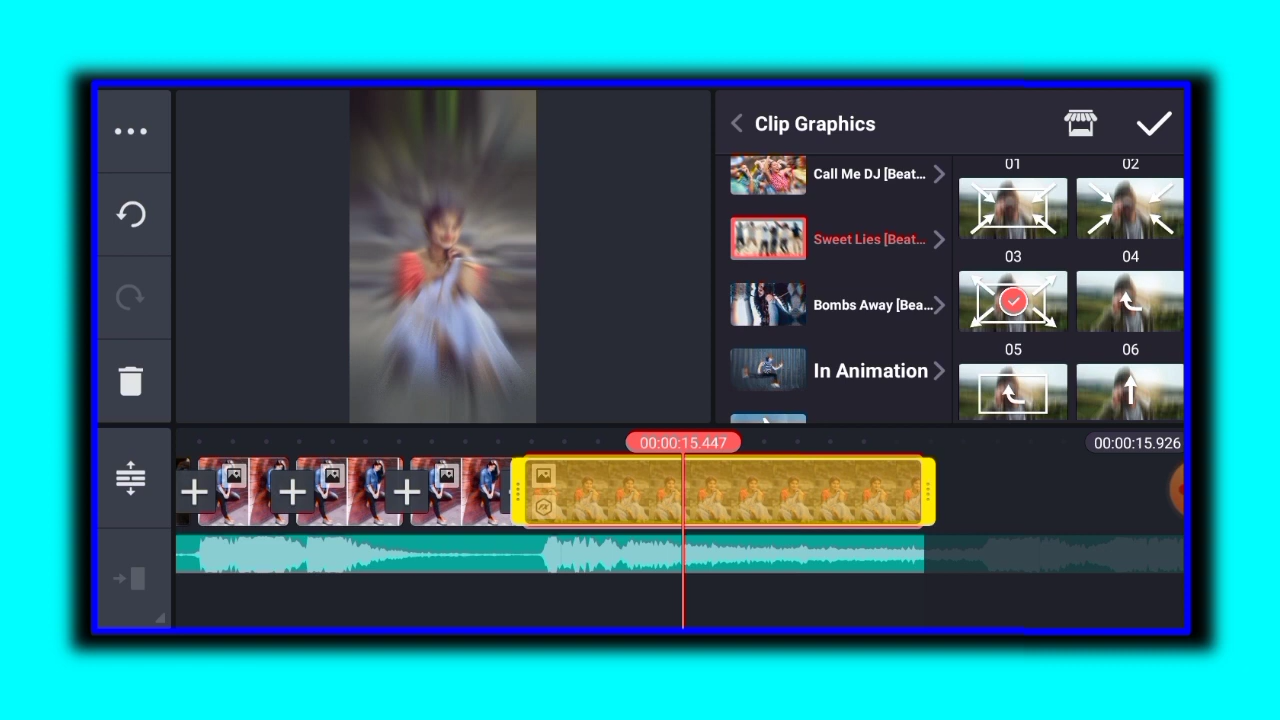 Clip Graphics
Call Me DJ [Beat...
Sweet Lies [Beat...
Bombs Away [Bea...
In Animation
01
02
03
04
05
06
00:00:15.447
00:00:15.926